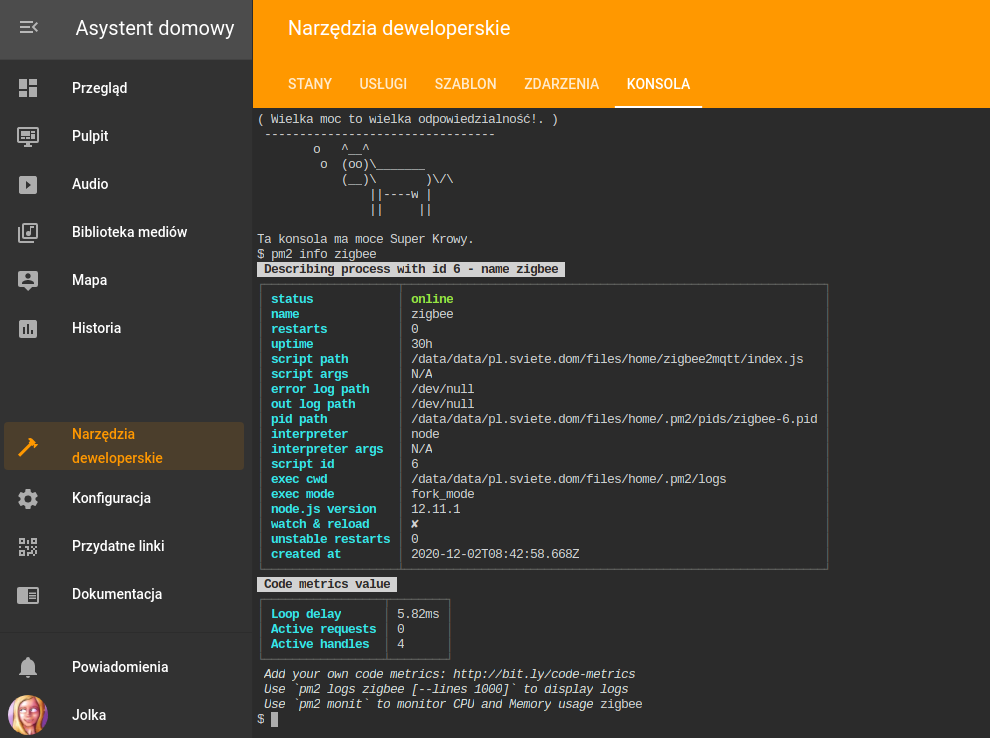 Asystent domowy
Przegląd
Pulpit
Audio
Biblioteka mediów
Mapa
Historia
Narzędzia
deweloperskie
Konfiguracja
Przydatne linki
Dokumentacja
Powiadomienia
Jolka
Narzędzia deweloperskie
STANY USŁUGI SZABLON ZDARZENIA KONSOLA
( Wielka moc to wielka odpowiedzialność!. )
 ---------------------------------
        o   ^__^
         o  (oo)\_______
            (__)\       )\/\
                ||----w |
                ||     ||
Ta konsola ma moce Super Krowy.
$ pm2 info zigbee
Describing process with id 6 - name zigbee
status online
name zigbee
restarts 0
uptime 30h
script path /data/data/pl.sviete.dom/files/home/zigbee2mqtt/index.js
script args N/A
error log path /dev/null
out log path /dev/null
pid path /data/data/pl.sviete.dom/files/home/.pm2/pids/zigbee-6.pid
interpreter node
interpreter args N/A
script id 6
exec cwd /data/data/pl.sviete.dom/files/home/.pm2/logs
exec mode fork_mode
node.js version 12.11.1
watch & reload ✘
unstable restarts 0
created at 2020-12-02T08:42:58.668Z
Code metrics value
Loop delay 5.82ms
Active requests 0
Active handles 4
Add your own code metrics: http://bit.ly/code-metrics
Use `pm2 logs zigbee [--lines 1000]` to display logs
Use `pm2 monit` to monitor CPU and Memory usage zigbee
$